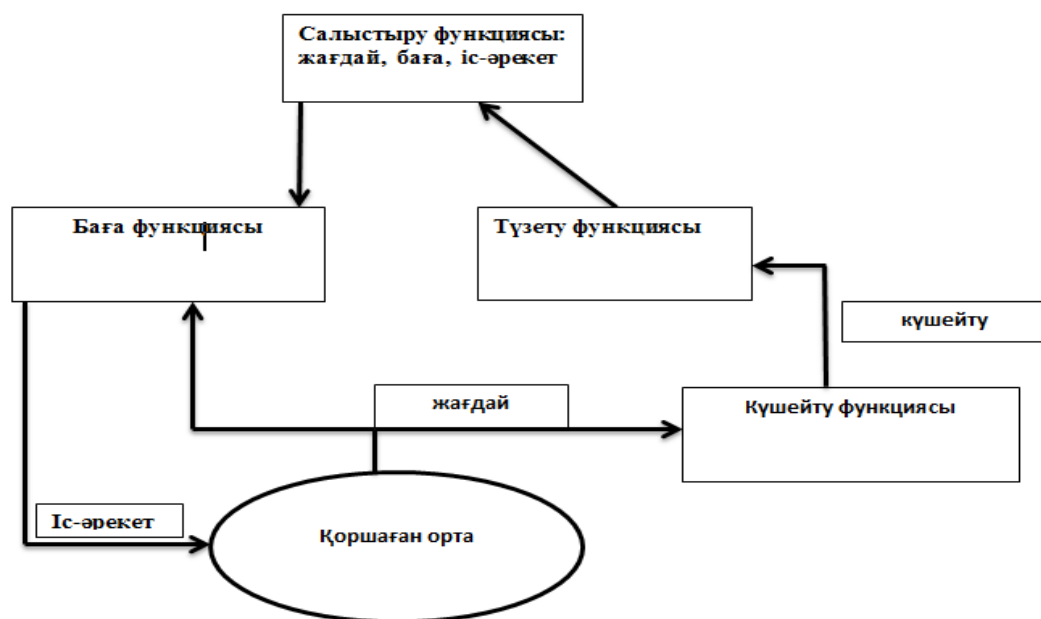 Салыстыру функциясы:
жағдай, баға, іс-әрекет
Баға функциясы
Түзету функциясы
күшейту
жағдай
Күшейту функциясы
Іс-әрекет
Қоршаған орта